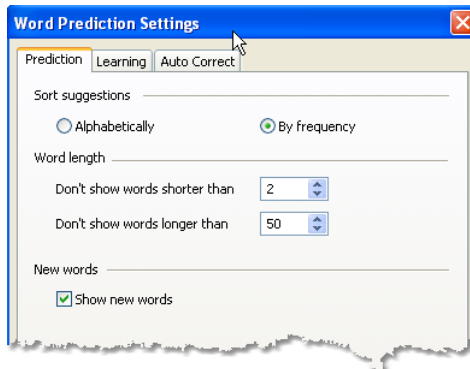 Word Prediction Settings
Prediction Learning Auto Correct
Sort suggestions
Alphabetically By frequency
Word length
Don't show words shorter than 2
Don't show words longer than 50
New words
Show new words